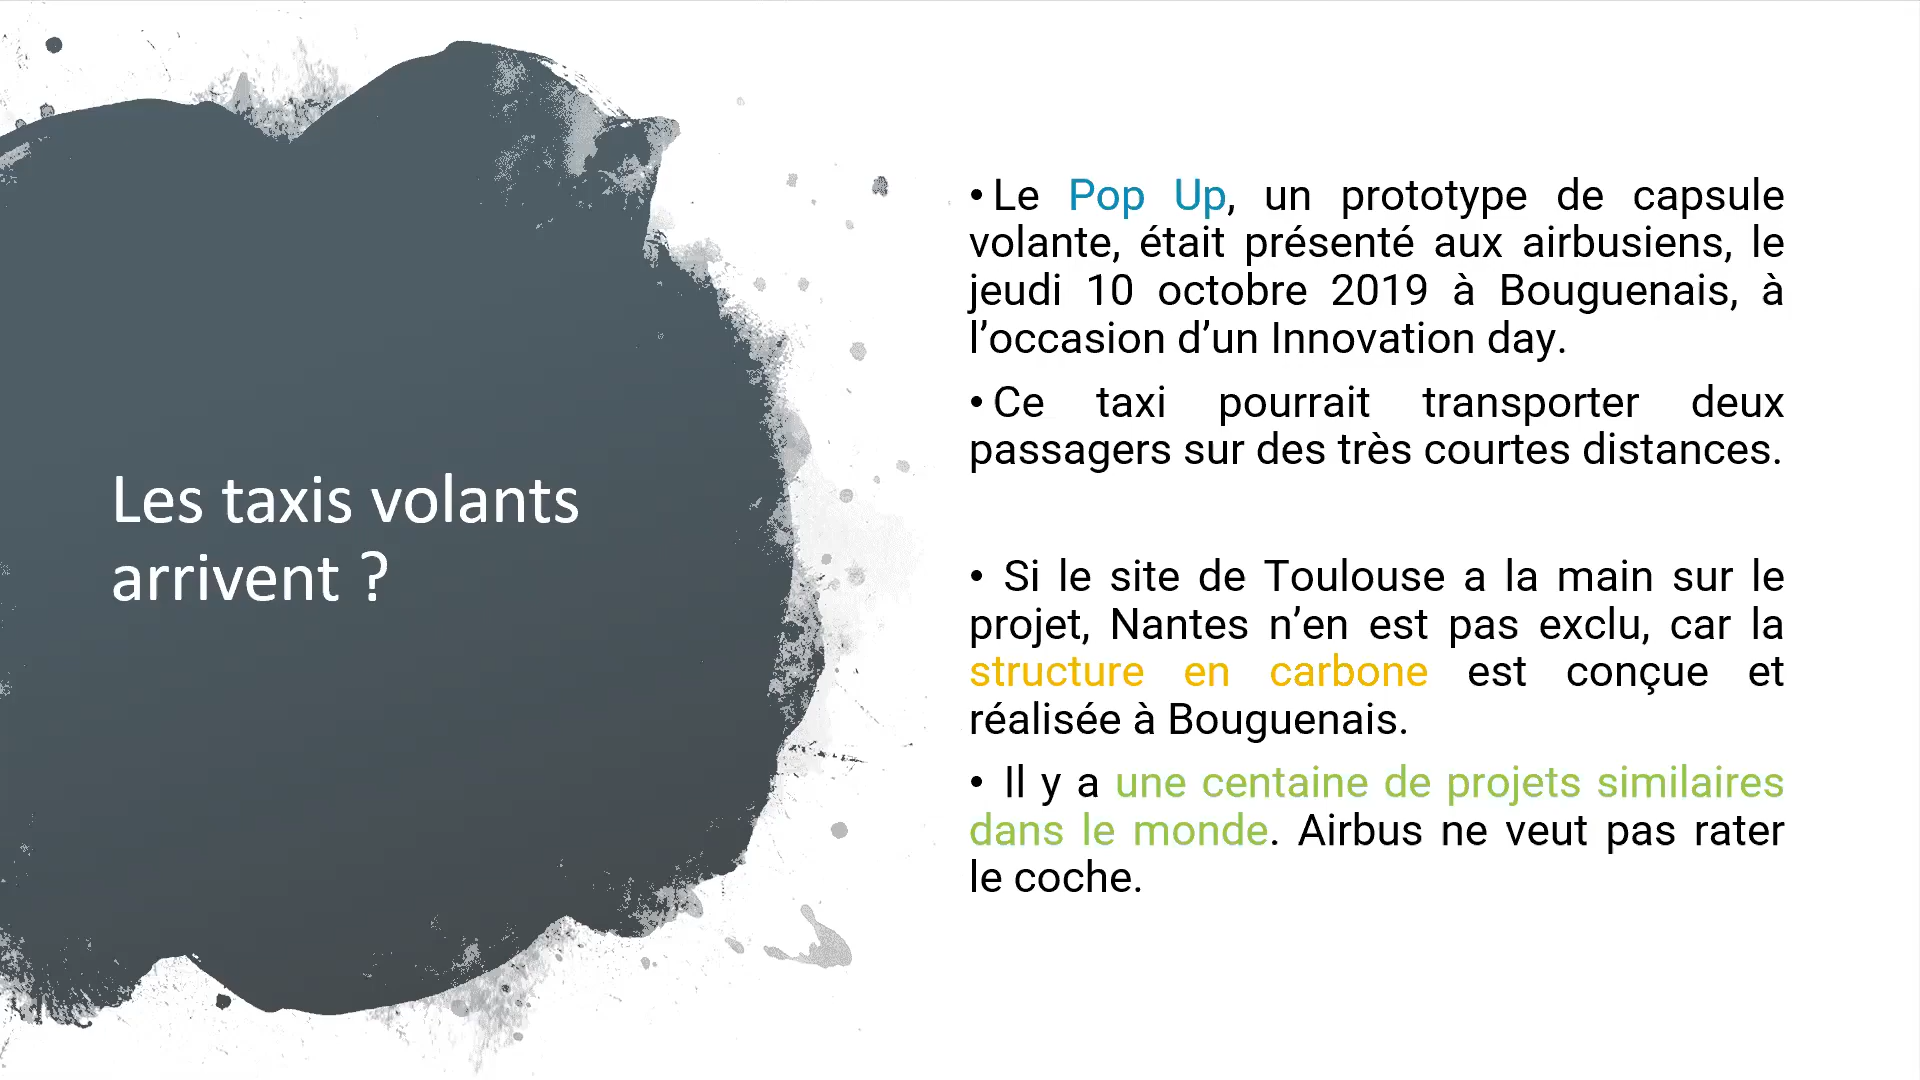 Les taxis volants
arrivent ?
• Le Pop Up, un prototype de capsule
volante, était présenté aux airbusiens, le
jeudi 10 octobre 2019 à Bouguenais, à
l’occasion d’un Innovation day.
• Ce taxi pourrait transporter deux
passagers sur des très courtes distances.
• Si le site de Toulouse a la main sur le
projet, Nantes n’en est pas exclu, car la
structure en carbone est conçue et
réalisée à Bouguenais.
• Il y a une centaine de projets similaires
dans le monde. Airbus ne veut pas rater
le coche.